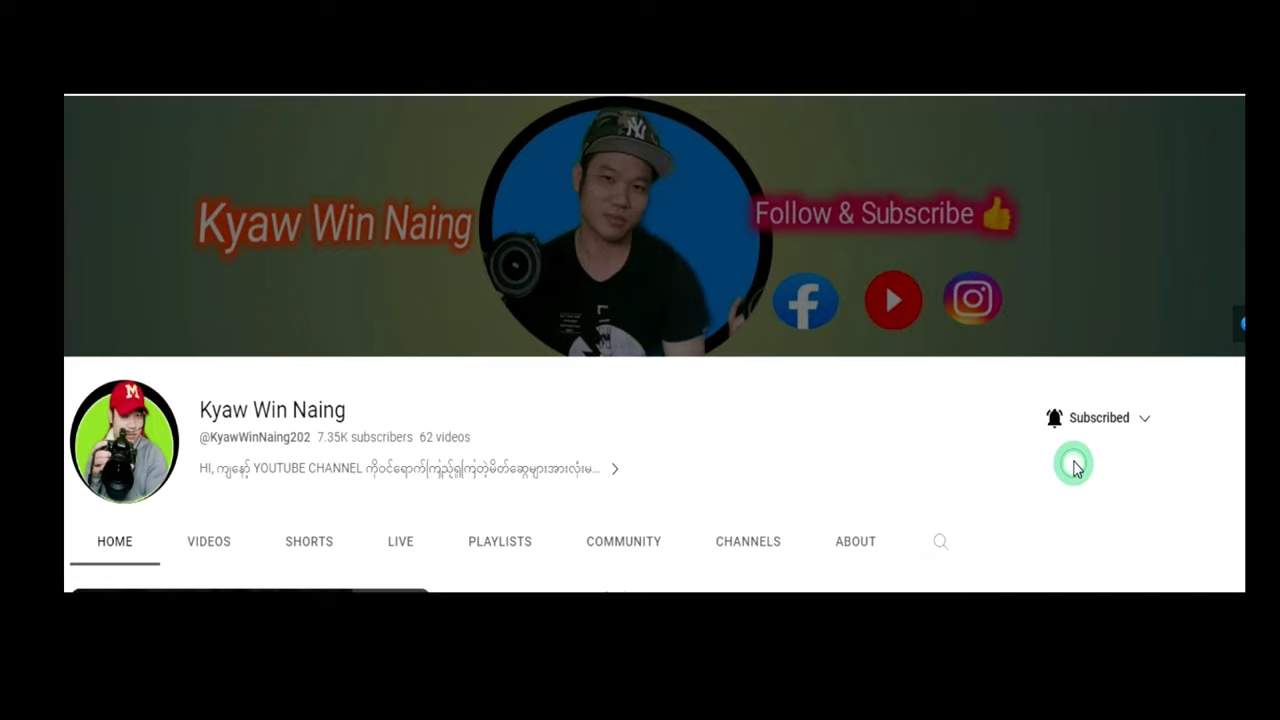 Kyaw Win Naing
Follow & Subscribe 👍
Kyaw Win Naing
@KyawWinNaing202 7.35K subscribers 62 videos
HI, ကျနော့် YOUTUBE CHANNEL ကိုဝင်ရောက်ကြည့်ရှုကြတဲ့မိတ်ဆွေများအားလုံးမ...
Subscribed
HOME VIDEOS SHORTS LIVE PLAYLISTS COMMUNITY CHANNELS ABOUT